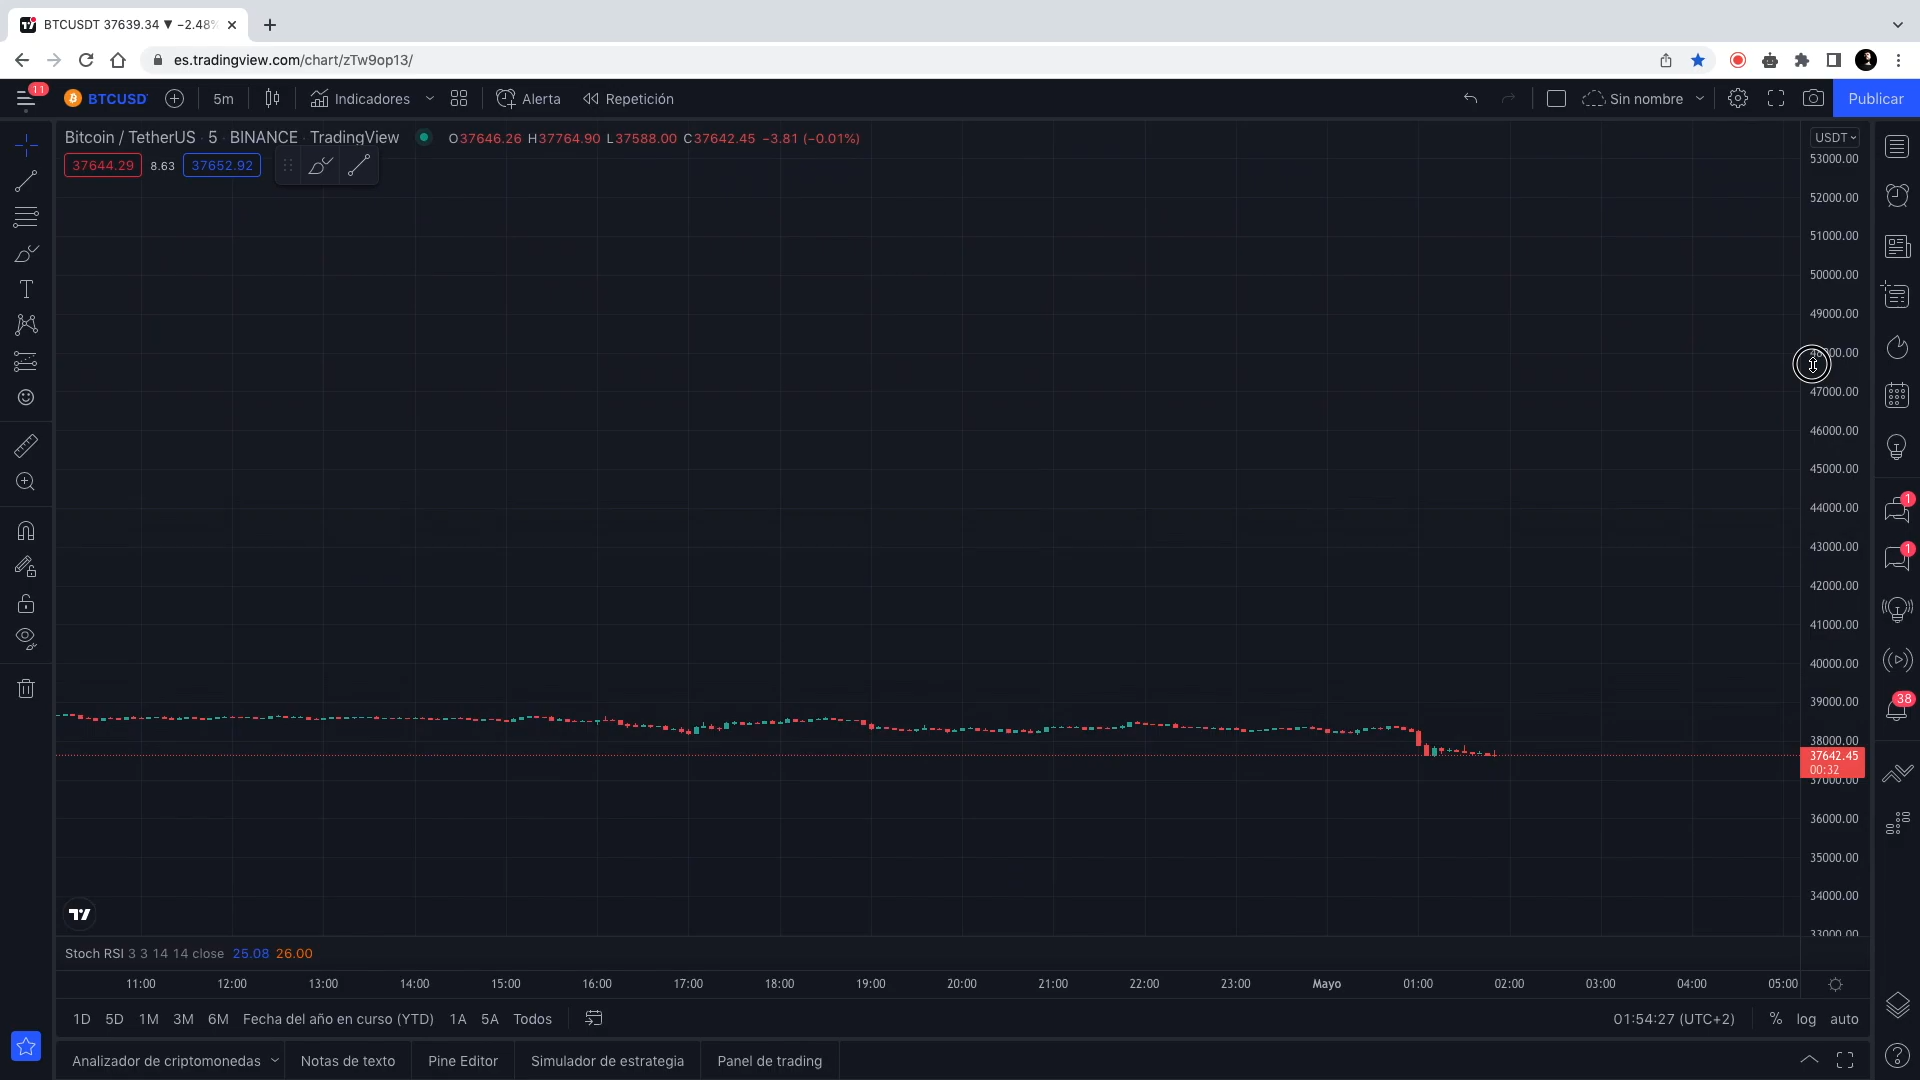 BTCUSDT 37639.34 ▼ −2.48%
es.tradingview.com/chart/zTw9op13/
11
BTCUSD
5m
Indicadores
Alerta
Repetición
Sin nombre
Publicar
Bitcoin / TetherUS · 5 · BINANCE · TradingView
O37646.26 H37764.90 L37588.00 C37642.45 −3.81 (−0.01%)
USDT
37644.29
8.63
37652.92
53000.00
52000.00
51000.00
50000.00
49000.00
47000.00
46000.00
45000.00
44000.00
43000.00
42000.00
41000.00
40000.00
39000.00
38000.00
37642.45
00:32
37000.00
36000.00
35000.00
34000.00
33000.00
1
1
38
Stoch RSI 3 3 14 14 close 25.08 26.00
11:00 12:00 13:00 14:00 15:00 16:00 17:00 18:00 19:00 20:00 21:00 22:00 23:00 Mayo 01:00 02:00 03:00 04:00 05:00
1D 5D 1M 3M 6M Fecha del año en curso (YTD) 1A 5A Todos
01:54:27 (UTC+2)
% log auto
Analizador de criptomonedas
Notas de texto
Pine Editor
Simulador de estrategia
Panel de trading